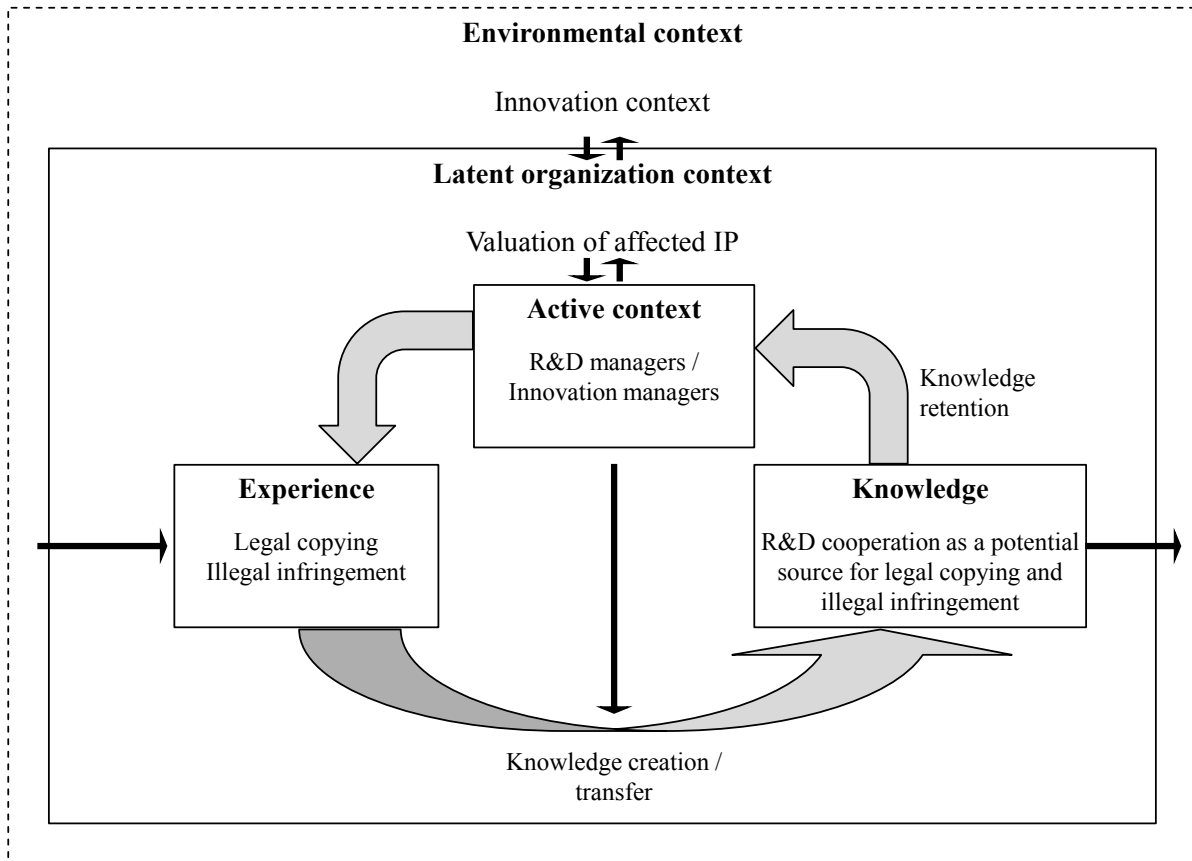 Environmental context
Innovation context
Latent organization context
Valuation of affected IP
Active context
R&D managers /
Innovation managers
Knowledge
retention
Experience
Legal copying
Illegal infringement
Knowledge
R&D cooperation as a potential
source for legal copying and
illegal infringement
Knowledge creation /
transfer